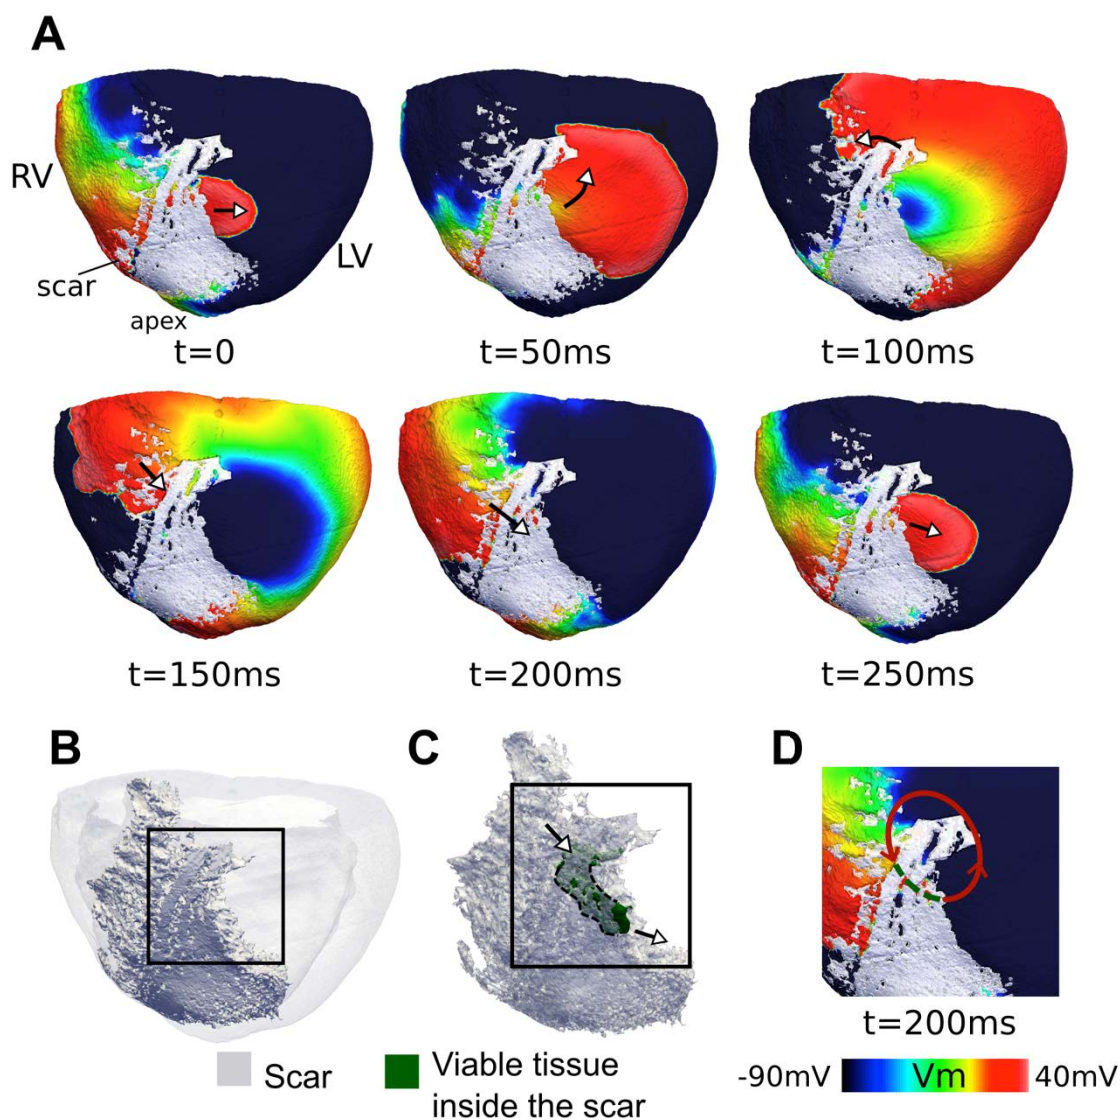 A
RV
LV
scar
apex
t=0
t=50ms
t=100ms
t=150ms
t=200ms
t=250ms
B
C
D
t=200ms
Scar
Viable tissue
inside the scar
-90mV Vm 40mV